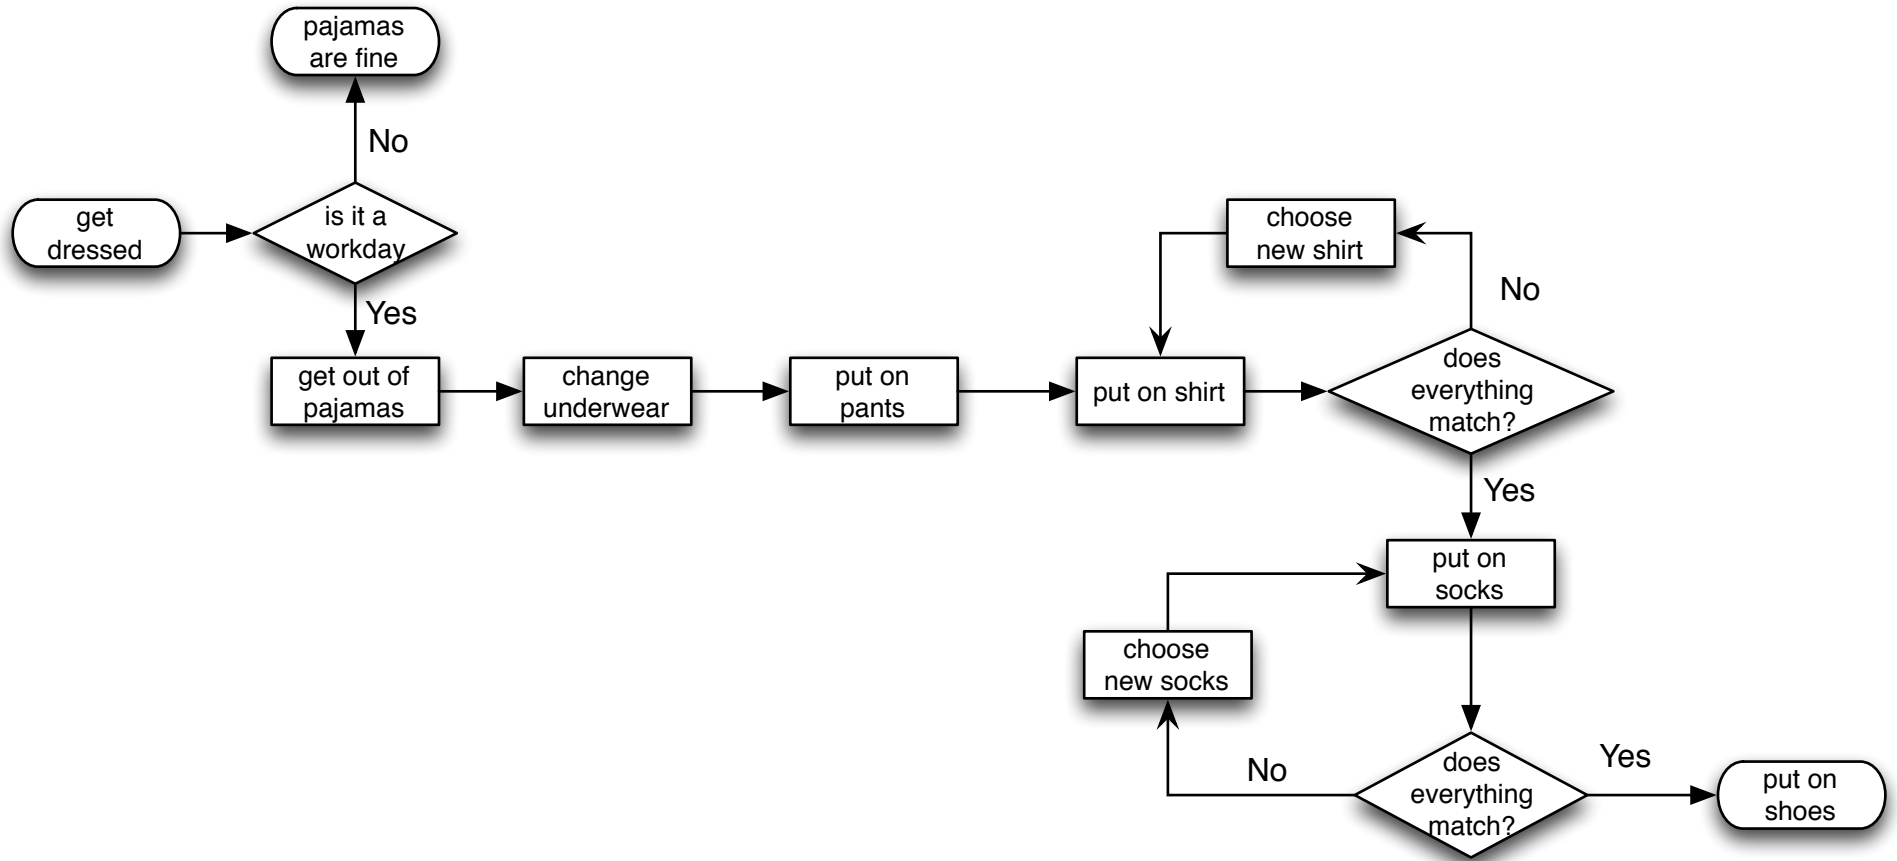 pajamas
are fine
No
get
dressed
is it a
workday
Yes
get out of
pajamas
change
underwear
put on
pants
put on shirt
choose
new shirt
No
does
everything
match?
Yes
put on
socks
choose
new socks
No
does
everything
match?
Yes
put on
shoes